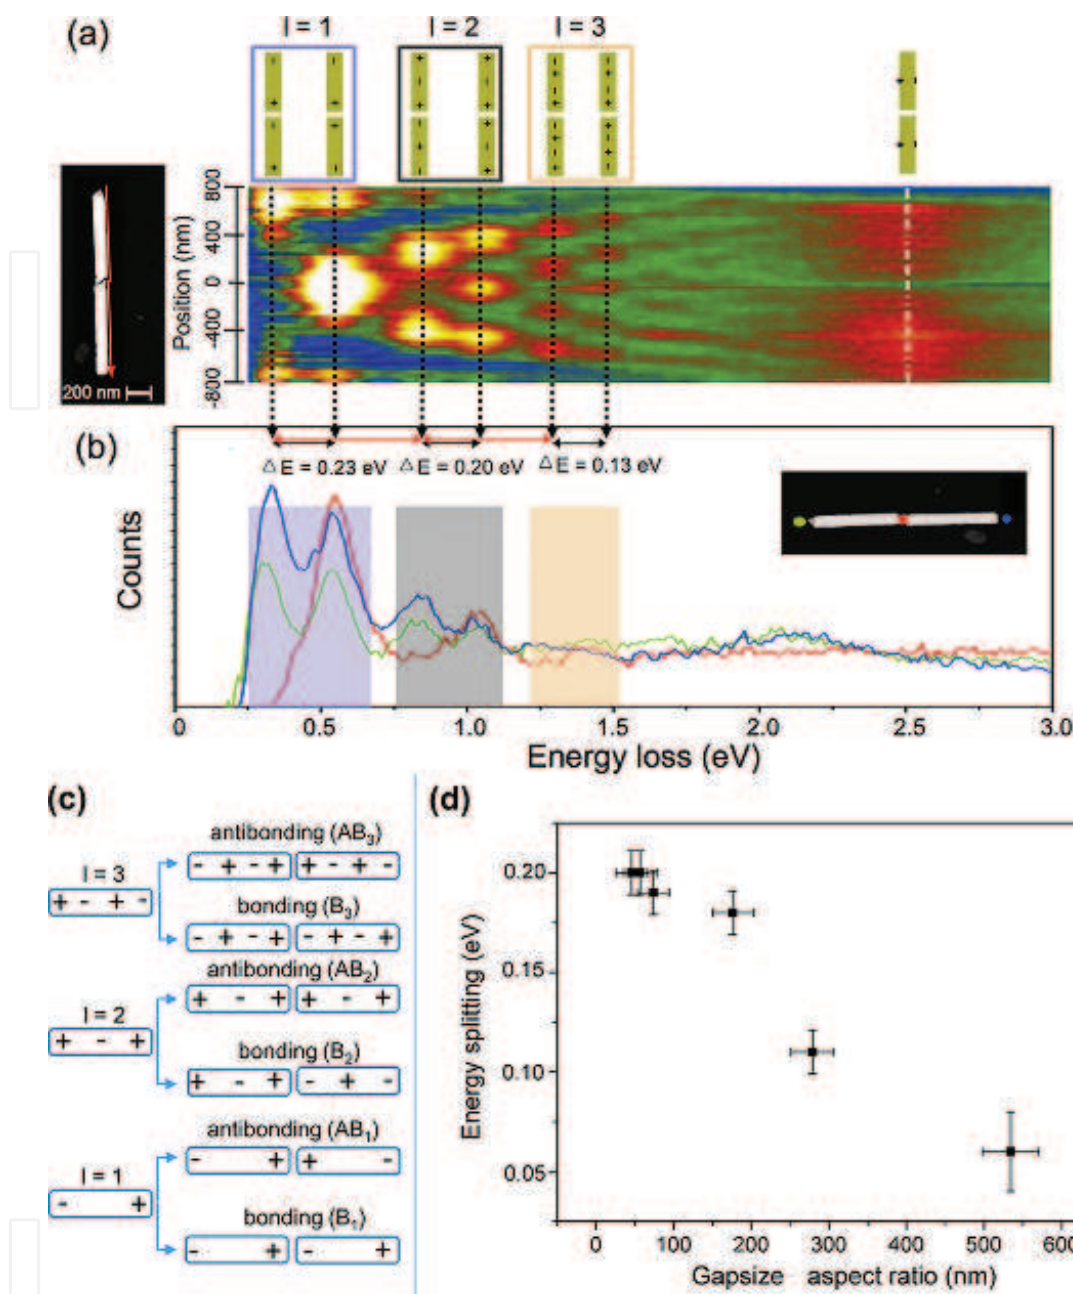 (a)
l = 1
l = 2
l = 3
800
400
0
400
-800
Position (nm)
200 nm
(b)
△ E = 0.23 eV
△ E = 0.20 eV
△ E = 0.13 eV
Counts
0
0.5
1.0
1.5
2.0
2.5
3.0
Energy loss (eV)
(c)
antibonding (AB3)
l = 3
+ - + -
- + - +
+ - + -
bonding (B3)
- + - +
- + - +
antibonding (AB2)
l = 2
+ - +
+ - +
+ - +
bonding (B2)
+ - +
- + -
antibonding (AB1)
l = 1
- +
- +
+ -
bonding (B1)
- +
- +
(d)
0.20
0.15
0.10
0.05
Energy splitting (eV)
0
100
200
300
400
500
600
Gapsize aspect ratio (nm)